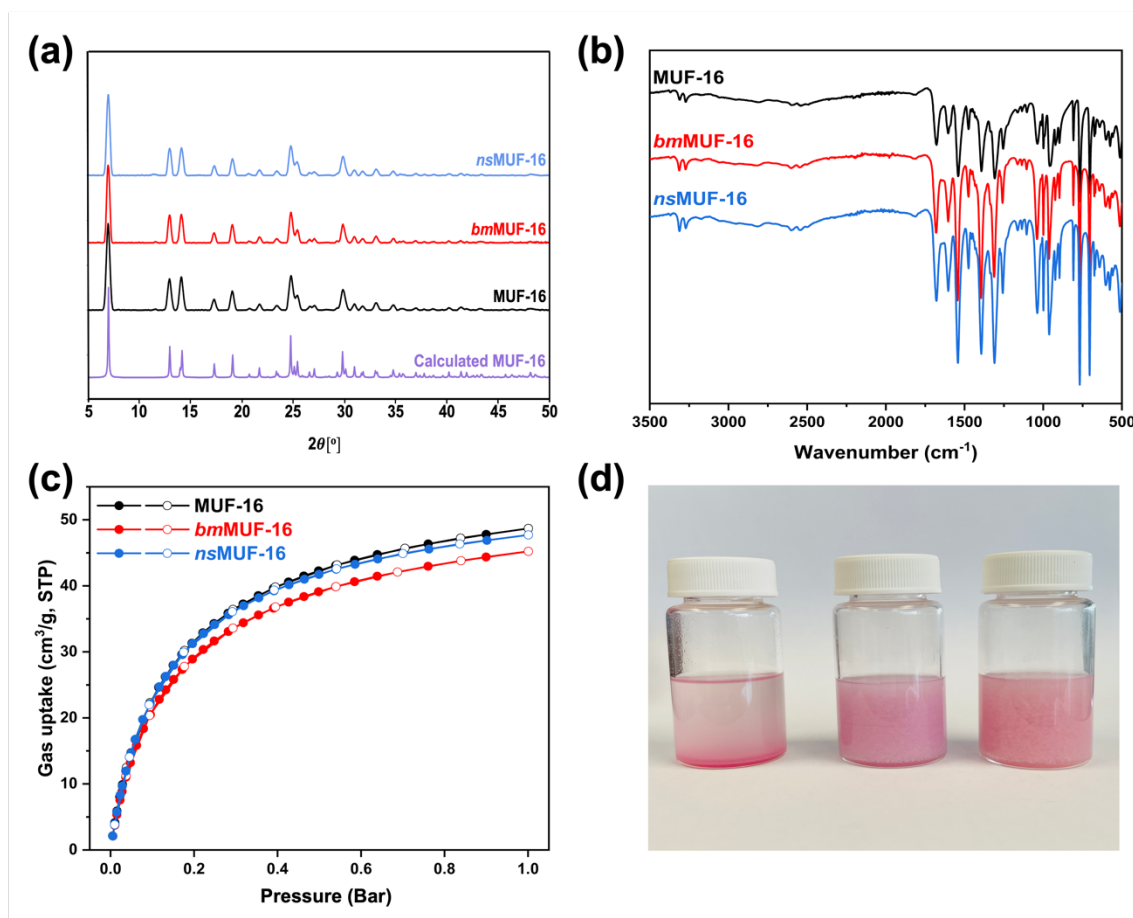 (a)
nsMUF-16
bmMUF-16
MUF-16
Calculated MUF-16
5 10 15 20 25 30 35 40 45 50
2θ[°]
(b)
MUF-16
bmMUF-16
nsMUF-16
3500 3000 2500 2000 1500 1000 500
Wavenumber (cm⁻¹)
(c)
MUF-16
bmMUF-16
nsMUF-16
50
40
30
20
10
0
Gas uptake (cm³/g, STP)
0.0 0.2 0.4 0.6 0.8 1.0
Pressure (Bar)
(d)